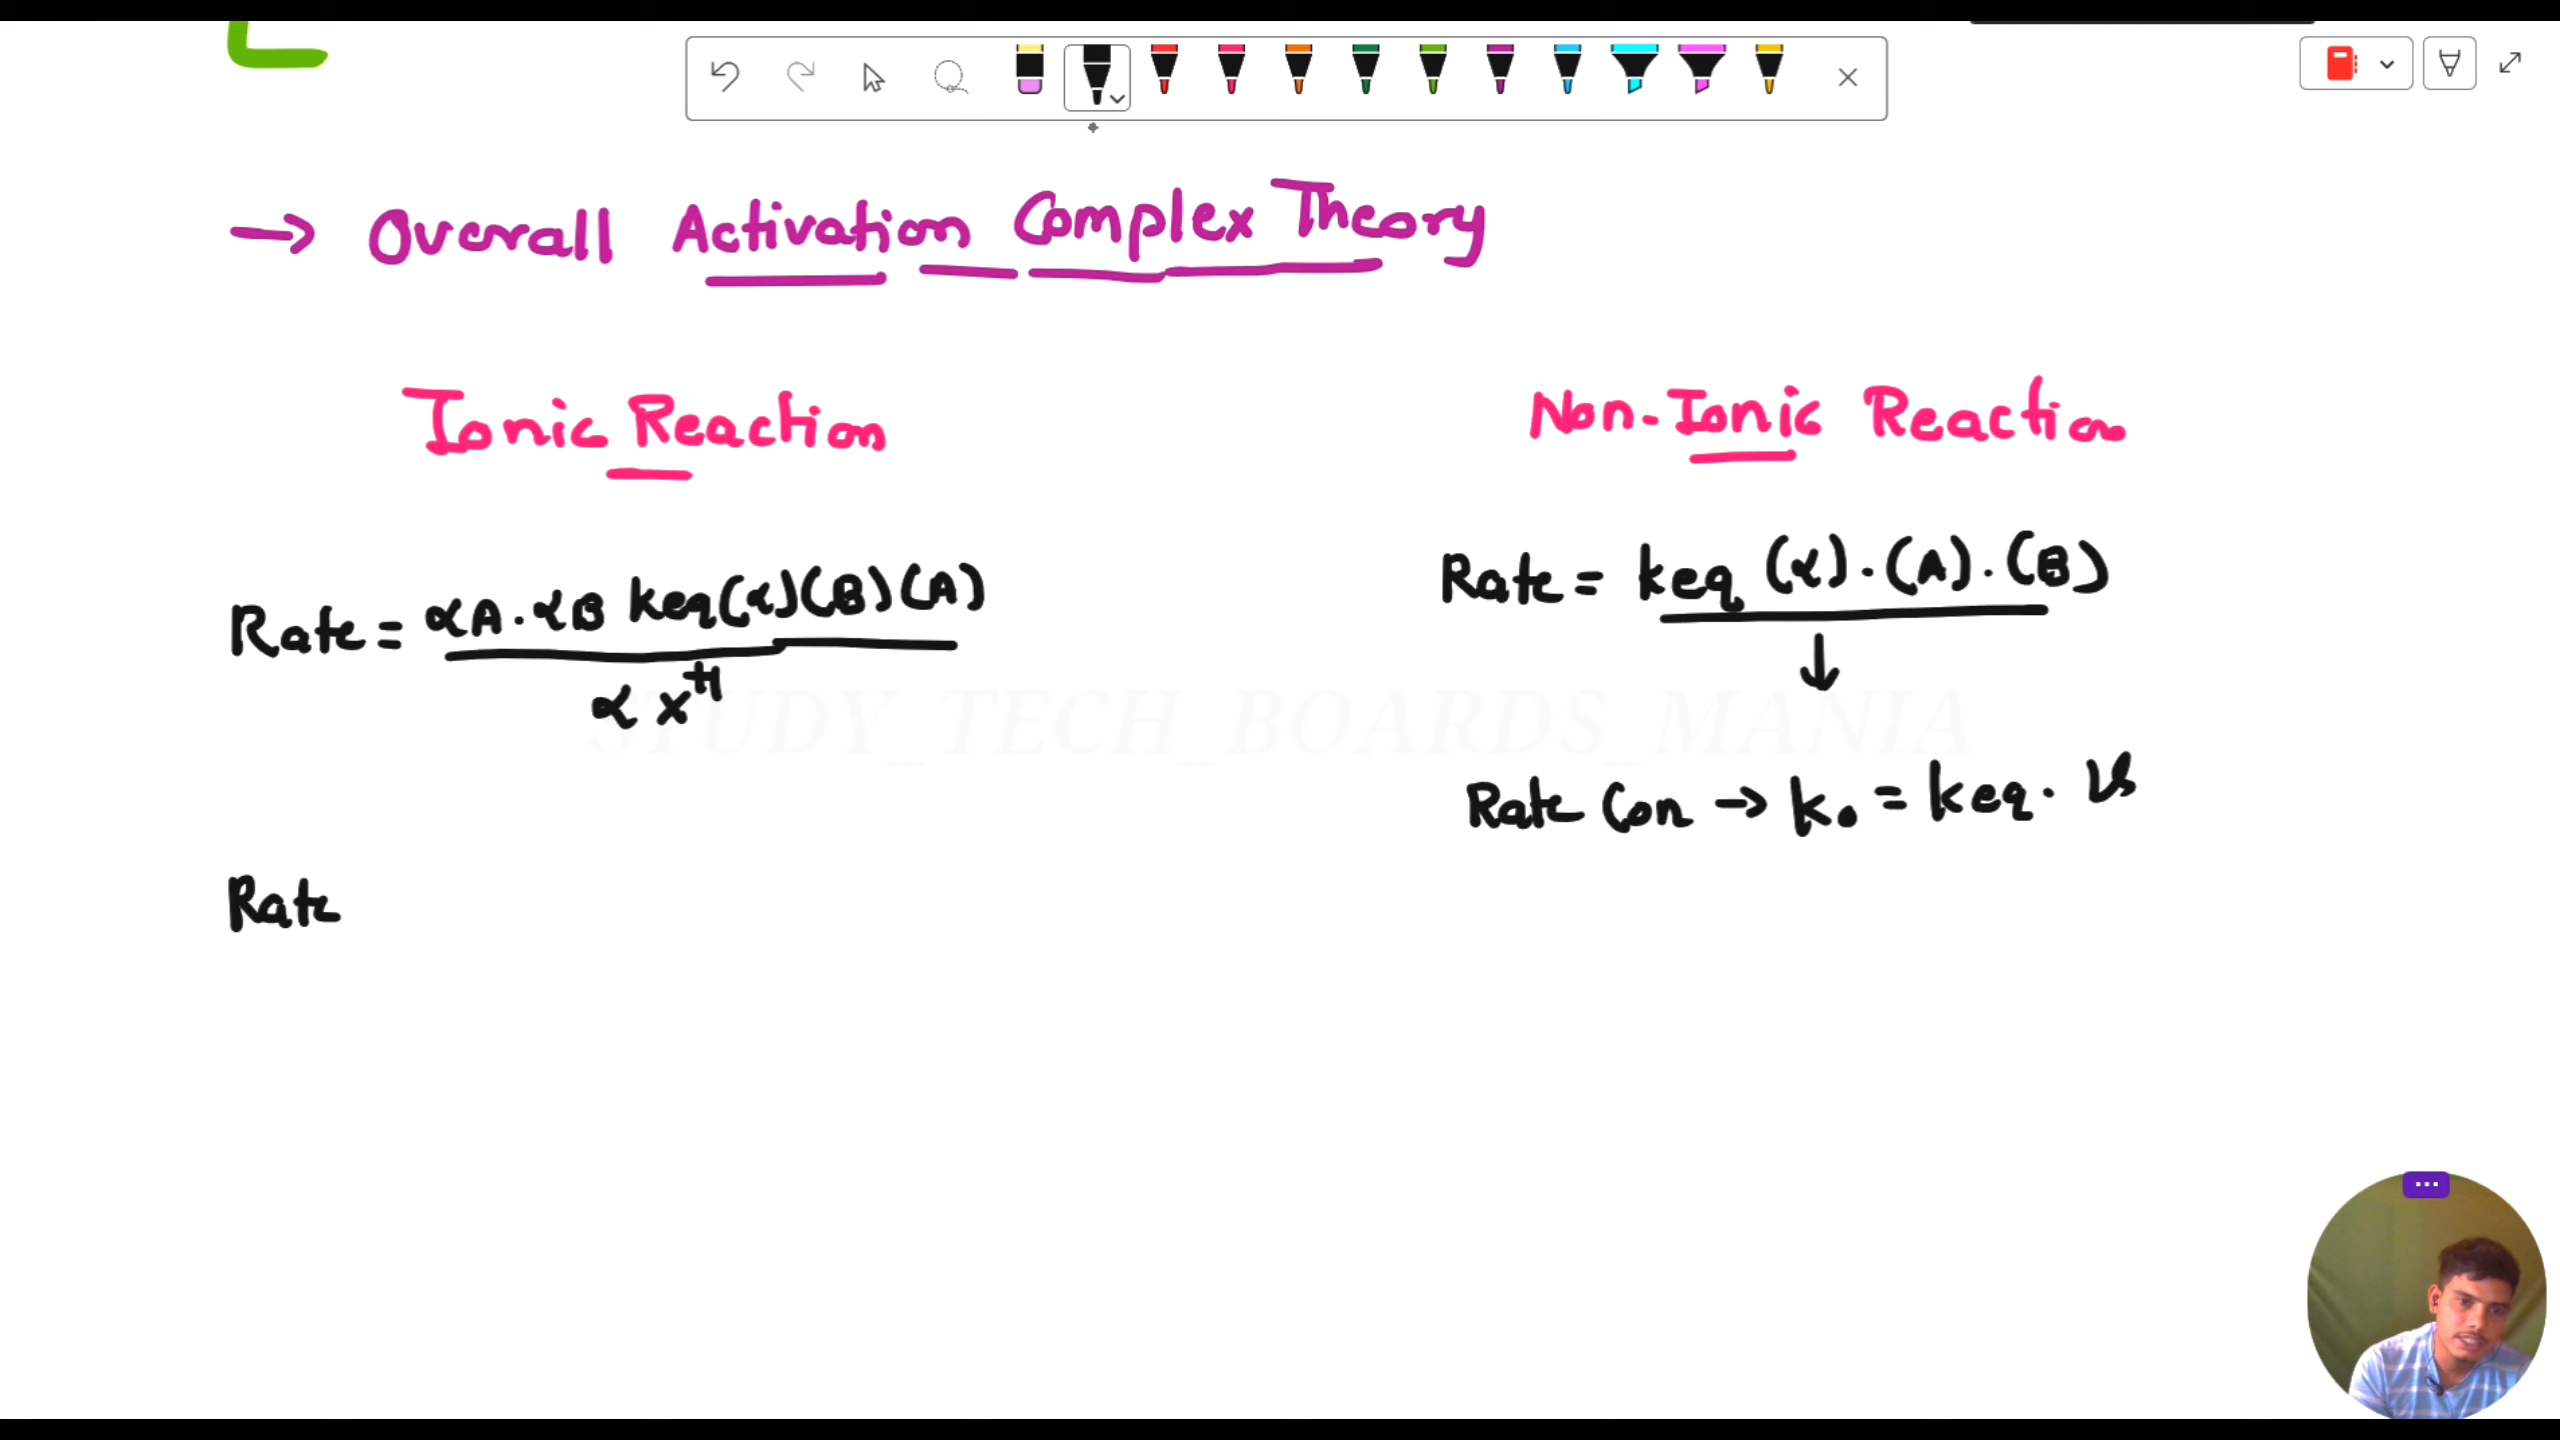 → Overall Activation Complex Theory
Ionic Reaction
Non-Ionic Reaction
Rate = αA . αB keq(α)(B)(A)
α x‡
Rate = keq (α) . (A) . (B)
↓
STUDY_TECH_BOARDS_MANIA
Rate Con → k₀ = keq .
Rate